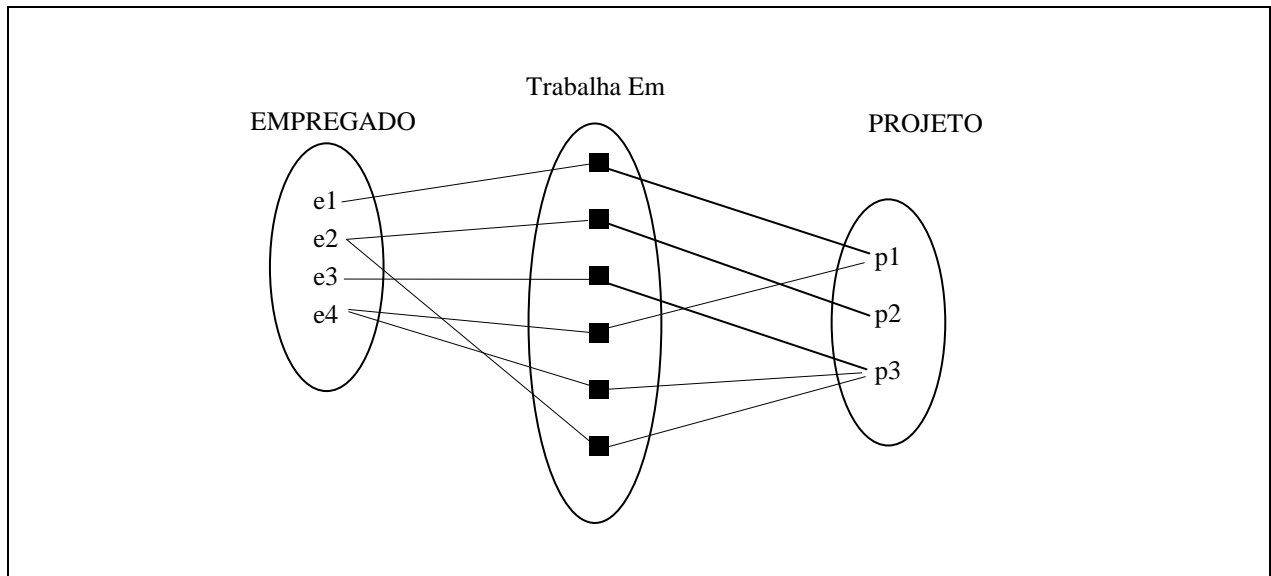 Trabalha Em
EMPREGADO
PROJETO
e1
e2
e3
e4
p1
p2
p3